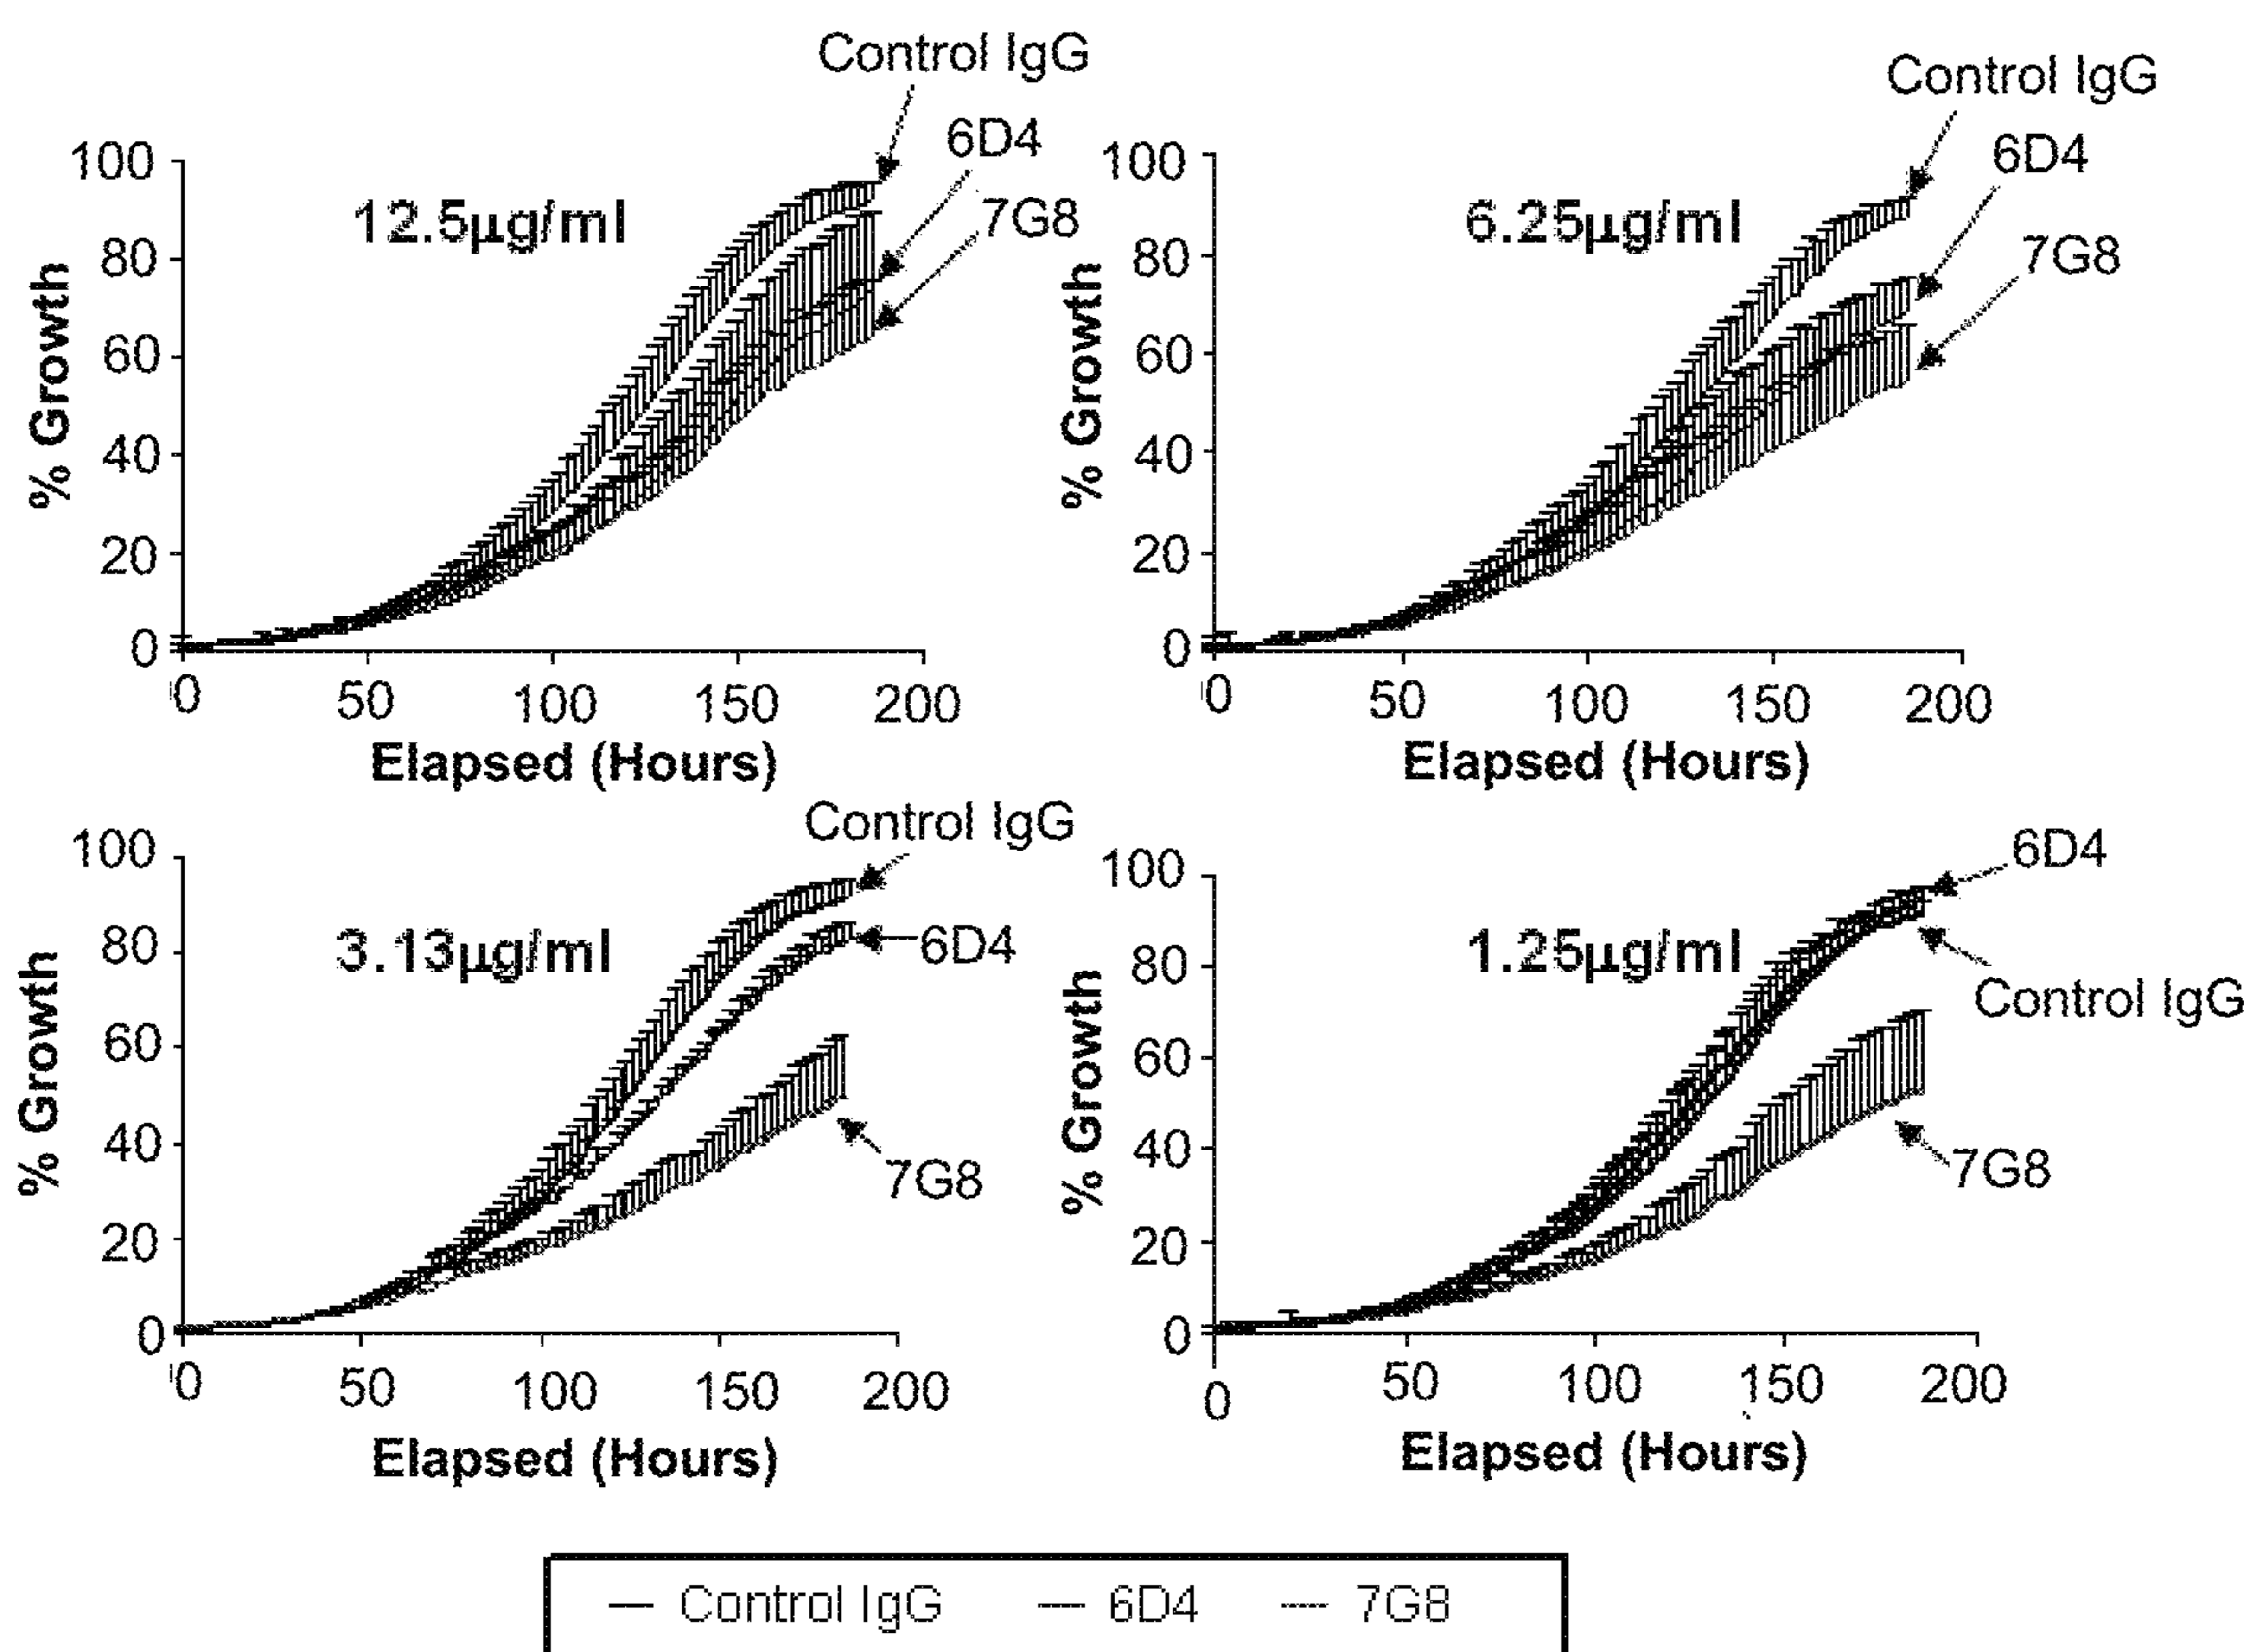 Control IgG
6D4
7G8
12.5µg/ml
100
80
60
40
20
0
% Growth
0 50 100 150 200
Elapsed (Hours)
Control IgG
6D4
7G8
6.25µg/ml
100
80
60
40
20
0
% Growth
0 50 100 150 200
Elapsed (Hours)
Control IgG
6D4
7G8
3.13µg/ml
100
80
60
40
20
0
% Growth
0 50 100 150 200
Elapsed (Hours)
6D4
Control IgG
7G8
1.25µg/ml
100
80
60
40
20
0
% Growth
0 50 100 150 200
Elapsed (Hours)
Control IgG 6D4 7G8